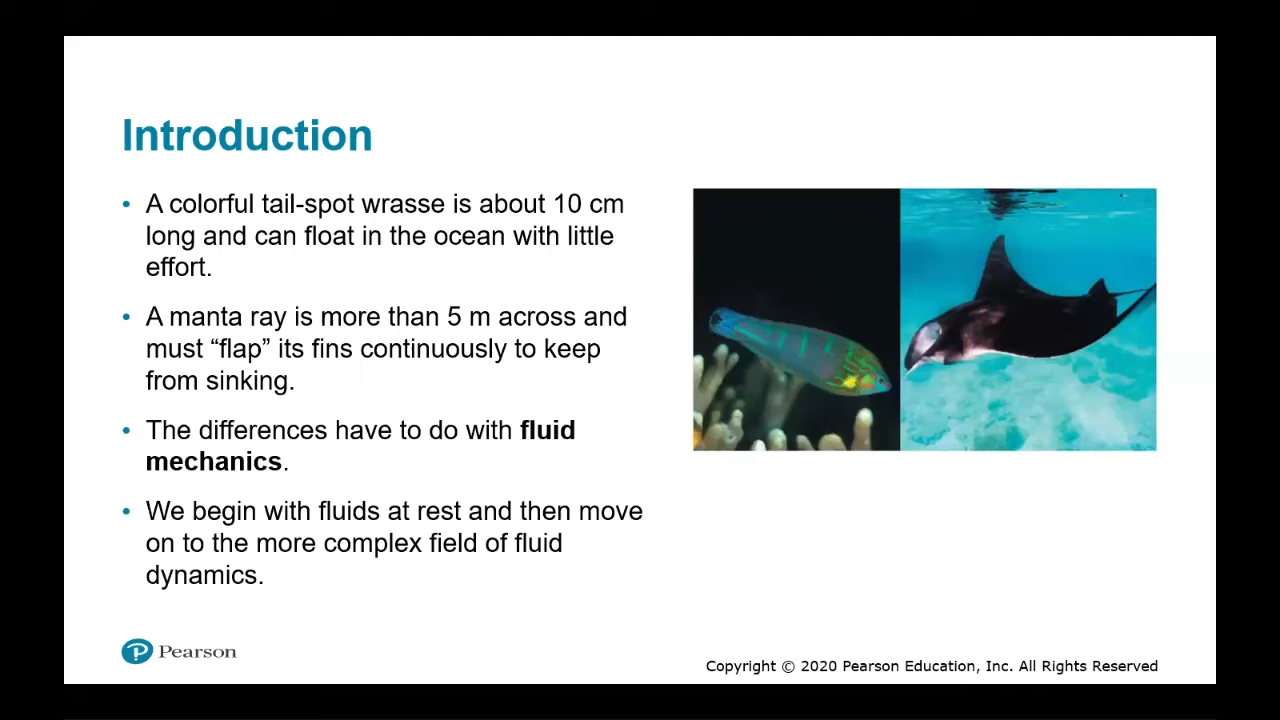 Introduction
• A colorful tail-spot wrasse is about 10 cm
long and can float in the ocean with little
effort.
• A manta ray is more than 5 m across and
must “flap” its fins continuously to keep
from sinking.
• The differences have to do with fluid
mechanics.
• We begin with fluids at rest and then move
on to the more complex field of fluid
dynamics.
P Pearson
Copyright © 2020 Pearson Education, Inc. All Rights Reserved